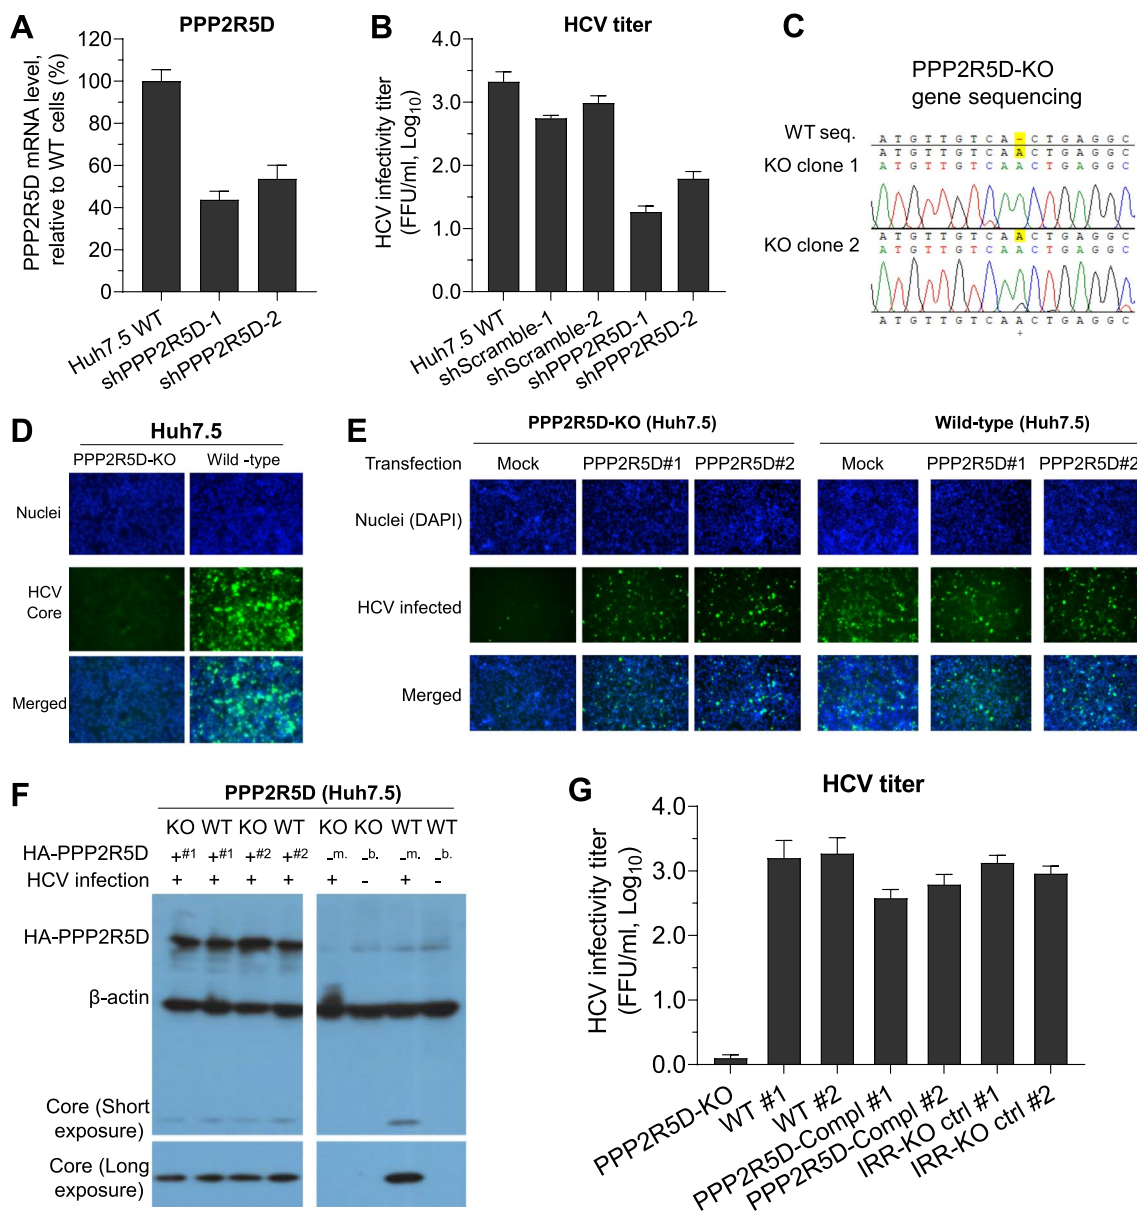 A
PPP2R5D
PPP2R5D mRNA level,
relative to WT cells (%)
120
100
80
60
40
20
0
Huh7.5 WT
shPPP2R5D-1
shPPP2R5D-2
B
HCV titer
HCV infectivity titer
(FFU/ml, Log10)
4.0
3.0
2.0
1.0
0.0
Huh7.5 WT
shScramble-1
shScramble-2
shPPP2R5D-1
shPPP2R5D-2
C
PPP2R5D-KO
gene sequencing
WT seq.
A T G T T G T C A - C T G A G G C
A T G T T G T C A A C T G A G G C
KO clone 1
A T G T T G T C A A C T G A G G C
KO clone 2
A T G T T G T C A A C T G A G G C
A T G T T G T C A A C T G A G G C
A T G T T G T C A A C T G A G G C
+
D
Huh7.5
PPP2R5D-KO Wild -type
Nuclei
HCV
Core
Merged
E
PPP2R5D-KO (Huh7.5) Wild-type (Huh7.5)
Transfection Mock PPP2R5D#1 PPP2R5D#2 Mock PPP2R5D#1 PPP2R5D#2
Nuclei (DAPI)
HCV infected
Merged
F
PPP2R5D (Huh7.5)
KO WT KO WT KO KO WT WT
HA-PPP2R5D +#1 +#1 +#2 +#2 -m. -b. -m. -b.
HCV infection + + + + + - + -
HA-PPP2R5D
β-actin
Core (Short
exposure)
Core (Long
exposure)
G
HCV titer
HCV infectivity titer
(FFU/ml, Log10)
4.0
3.0
2.0
1.0
0.0
PPP2R5D-KO
WT #1
WT #2
PPP2R5D-Compl #1
PPP2R5D-Compl #2
IRR-KO ctrl #1
IRR-KO ctrl #2